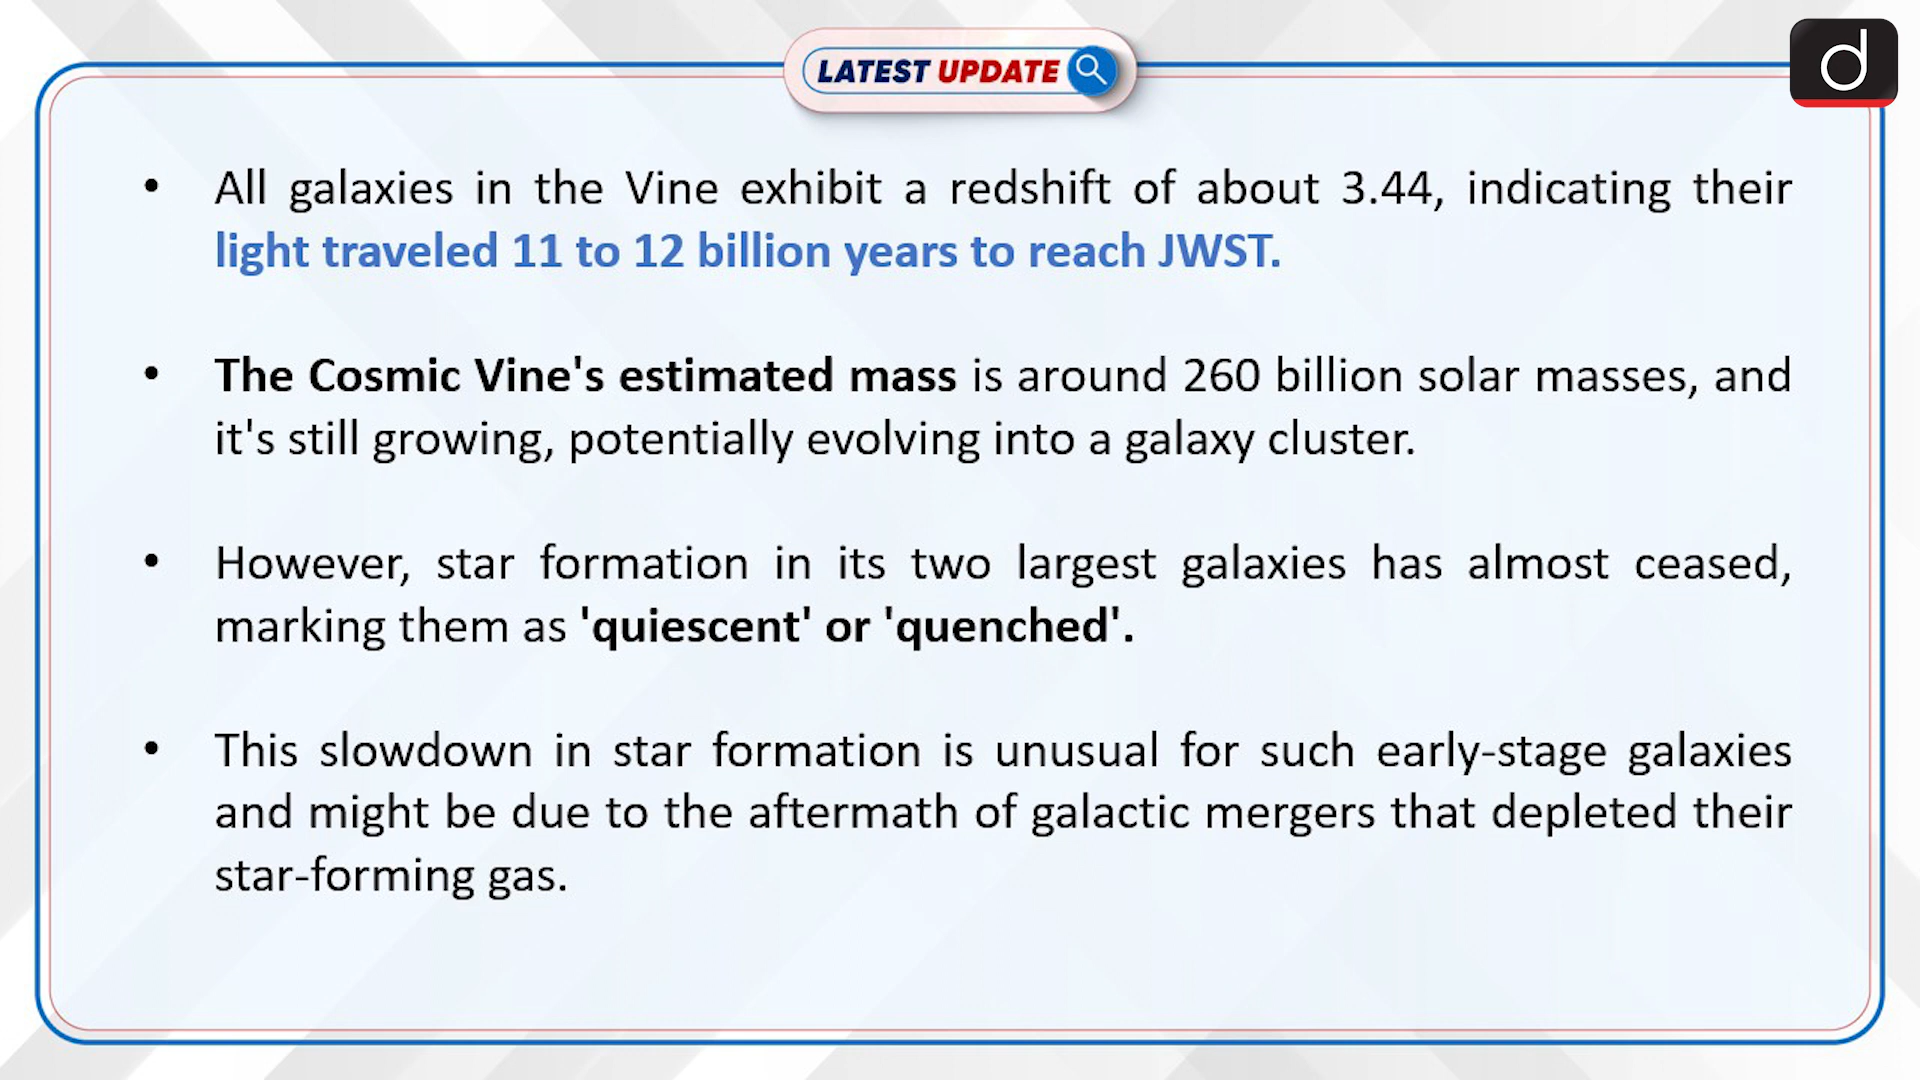 LATEST UPDATE
d
• All galaxies in the Vine exhibit a redshift of about 3.44, indicating their
light traveled 11 to 12 billion years to reach JWST.
• The Cosmic Vine's estimated mass is around 260 billion solar masses, and
it's still growing, potentially evolving into a galaxy cluster.
• However, star formation in its two largest galaxies has almost ceased,
marking them as 'quiescent' or 'quenched'.
• This slowdown in star formation is unusual for such early-stage galaxies
and might be due to the aftermath of galactic mergers that depleted their
star-forming gas.